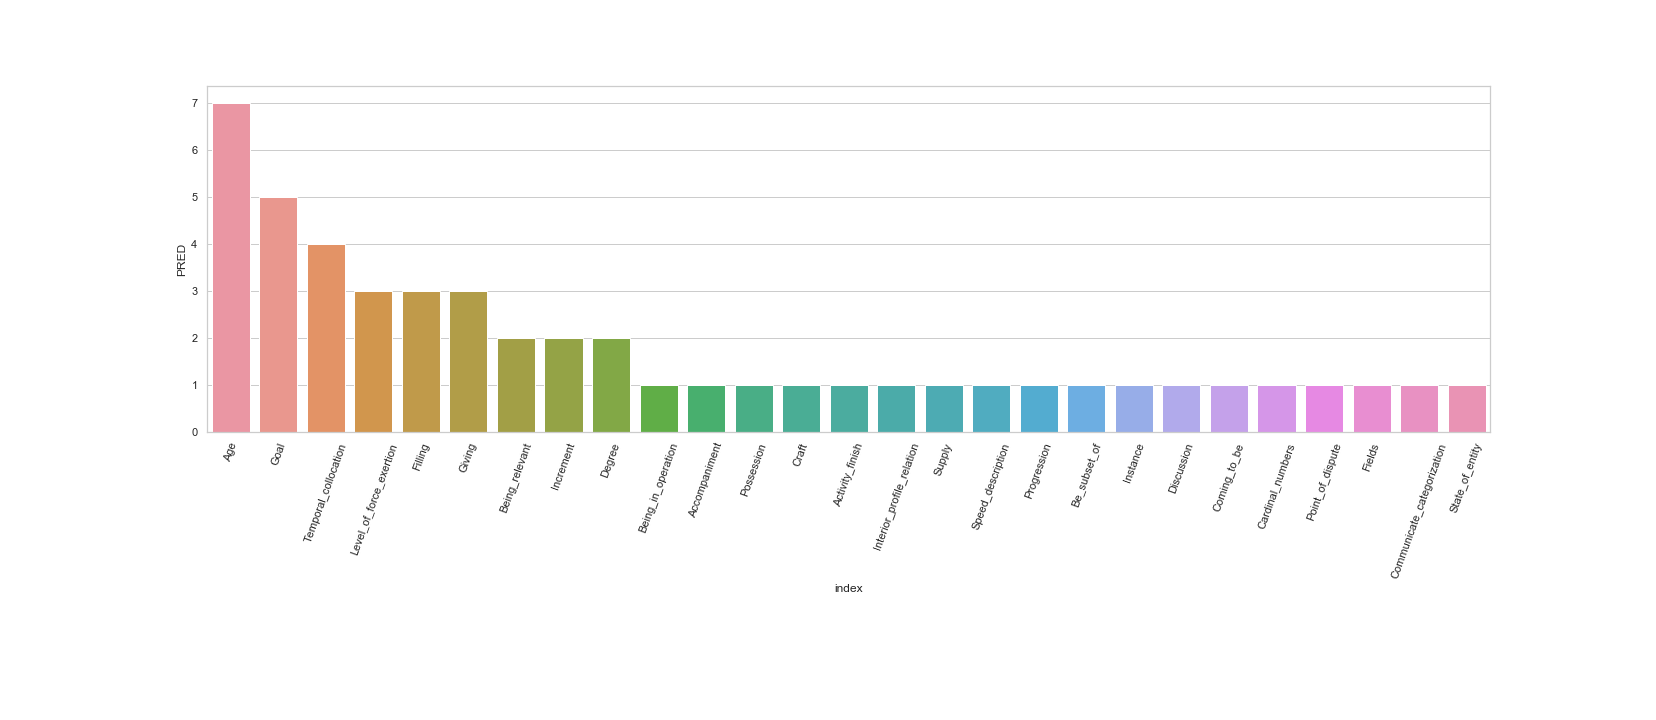 7
6
5
4
3
2
1
0
PRED
Age
Goal
Temporal_collocation
Level_of_force_exertion
Filling
Giving
Being_relevant
Increment
Degree
Being_in_operation
Accompaniment
Possession
Craft
Activity_finish
Interior_profile_relation
Supply
Speed_description
Progression
Be_subset_of
Instance
Discussion
Coming_to_be
Cardinal_numbers
Point_of_dispute
Fields
Communicate_categorization
State_of_entity
index